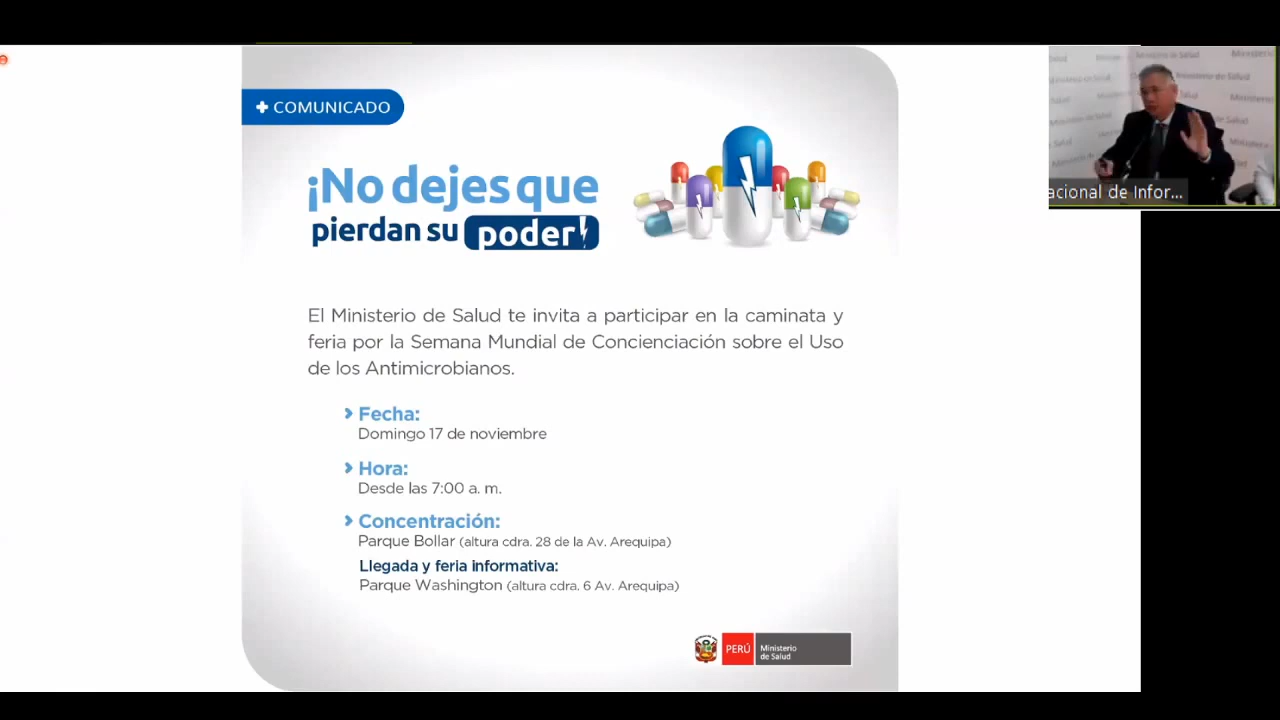 + COMUNICADO
¡No dejes que
pierdan su poder!
El Ministerio de Salud te invita a participar en la caminata y
feria por la Semana Mundial de Concienciación sobre el Uso
de los Antimicrobianos.
Fecha:
Domingo 17 de noviembre
Hora:
Desde las 7:00 a. m.
Concentración:
Parque Bollar (altura cdra. 28 de la Av. Arequipa)
Llegada y feria informativa:
Parque Washington (altura cdra. 6 Av. Arequipa)
PERÚ
Ministerio
de Salud
acional de Infor...